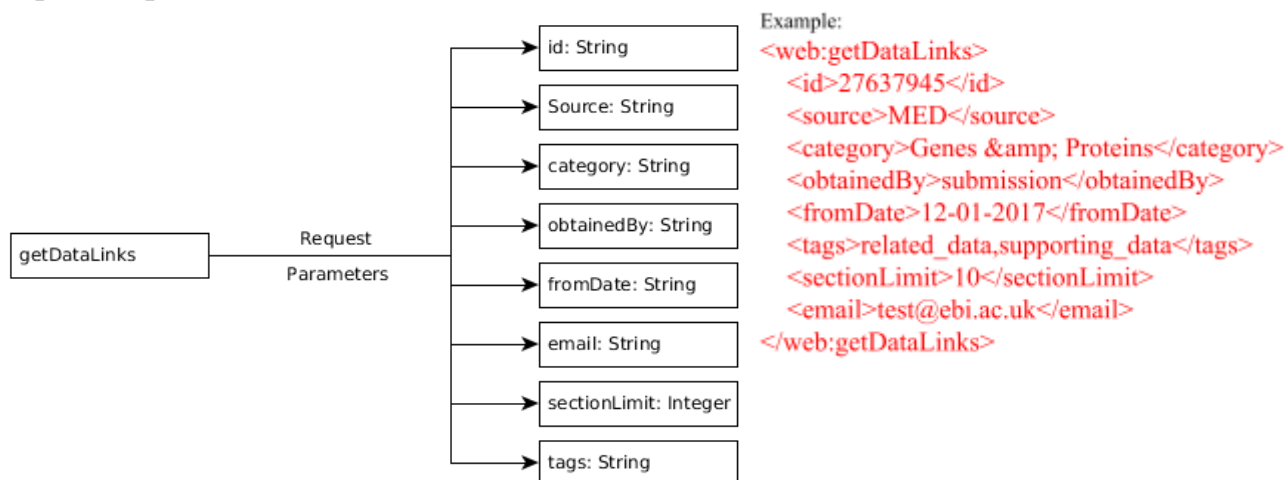 getDataLinks
Request
Parameters
id: String
Source: String
category: String
obtainedBy: String
fromDate: String
email: String
sectionLimit: Integer
tags: String
Example:
<web:getDataLinks>
<id>27637945</id>
<source>MED</source>
<category>Genes &amp; Proteins</category>
<obtainedBy>submission</obtainedBy>
<fromDate>12-01-2017</fromDate>
<tags>related_data,supporting_data</tags>
<sectionLimit>10</sectionLimit>
<email>test@ebi.ac.uk</email>
</web:getDataLinks>